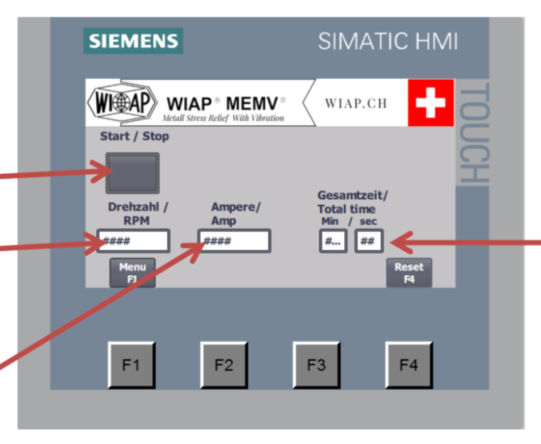 SIEMENS
SIMATIC HMI
TOUCH
WIAP
WIAP® MEMV®
Metall Stress Relief With Vibration
WIAP.CH
Start / Stop
Drehzahl /
RPM
####
Ampere/
Amp
####
Gesamtzeit/
Total time
Min / sec
#... ##
Menu
F1
Reset
F4
F1 F2 F3 F4